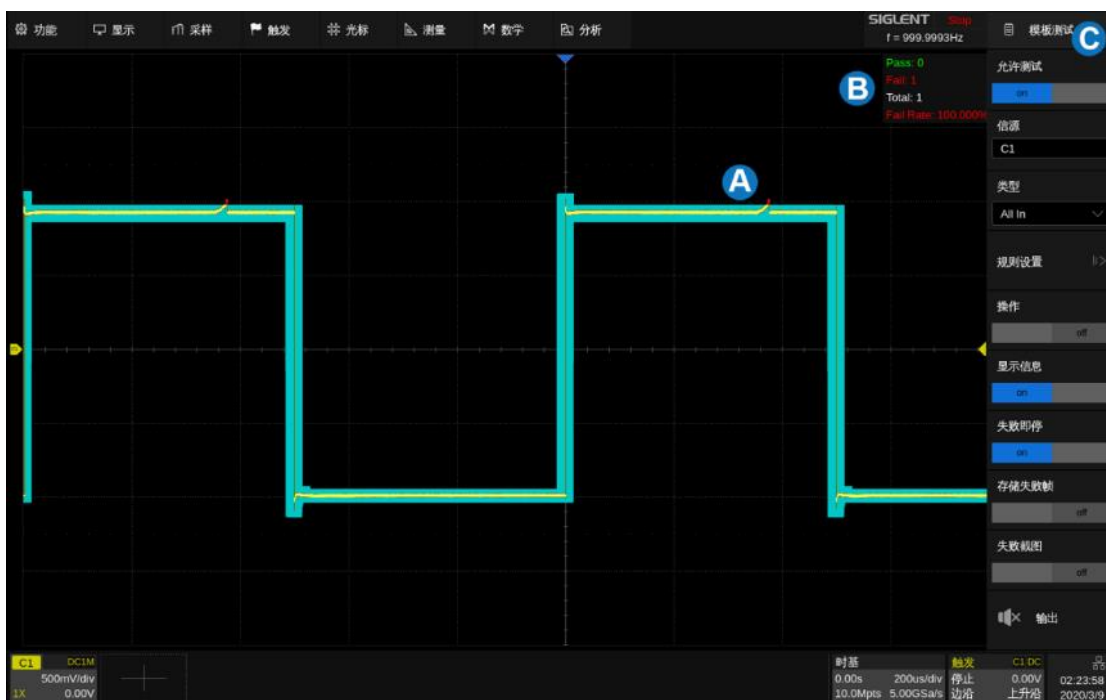 功能 显示 采样 触发 光标 测量 数学 分析
SIGLENT Stop
f = 999.9993Hz
模板测试
C
Pass: 0
Fail: 1
Total: 1
Fail Rate: 100.000%
B
A
允许测试
on
信源
C1
类型
All In
规则设置
操作
off
显示信息
on
失败即停
on
存储失败帧
off
失败截图
off
输出
C1 DC1M
500mV/div
1X 0.00V
时基
0.00s 200us/div
10.0Mpts 5.00GSa/s
触发 C1 DC
停止 0.00V
边沿 上升沿
02:23:58